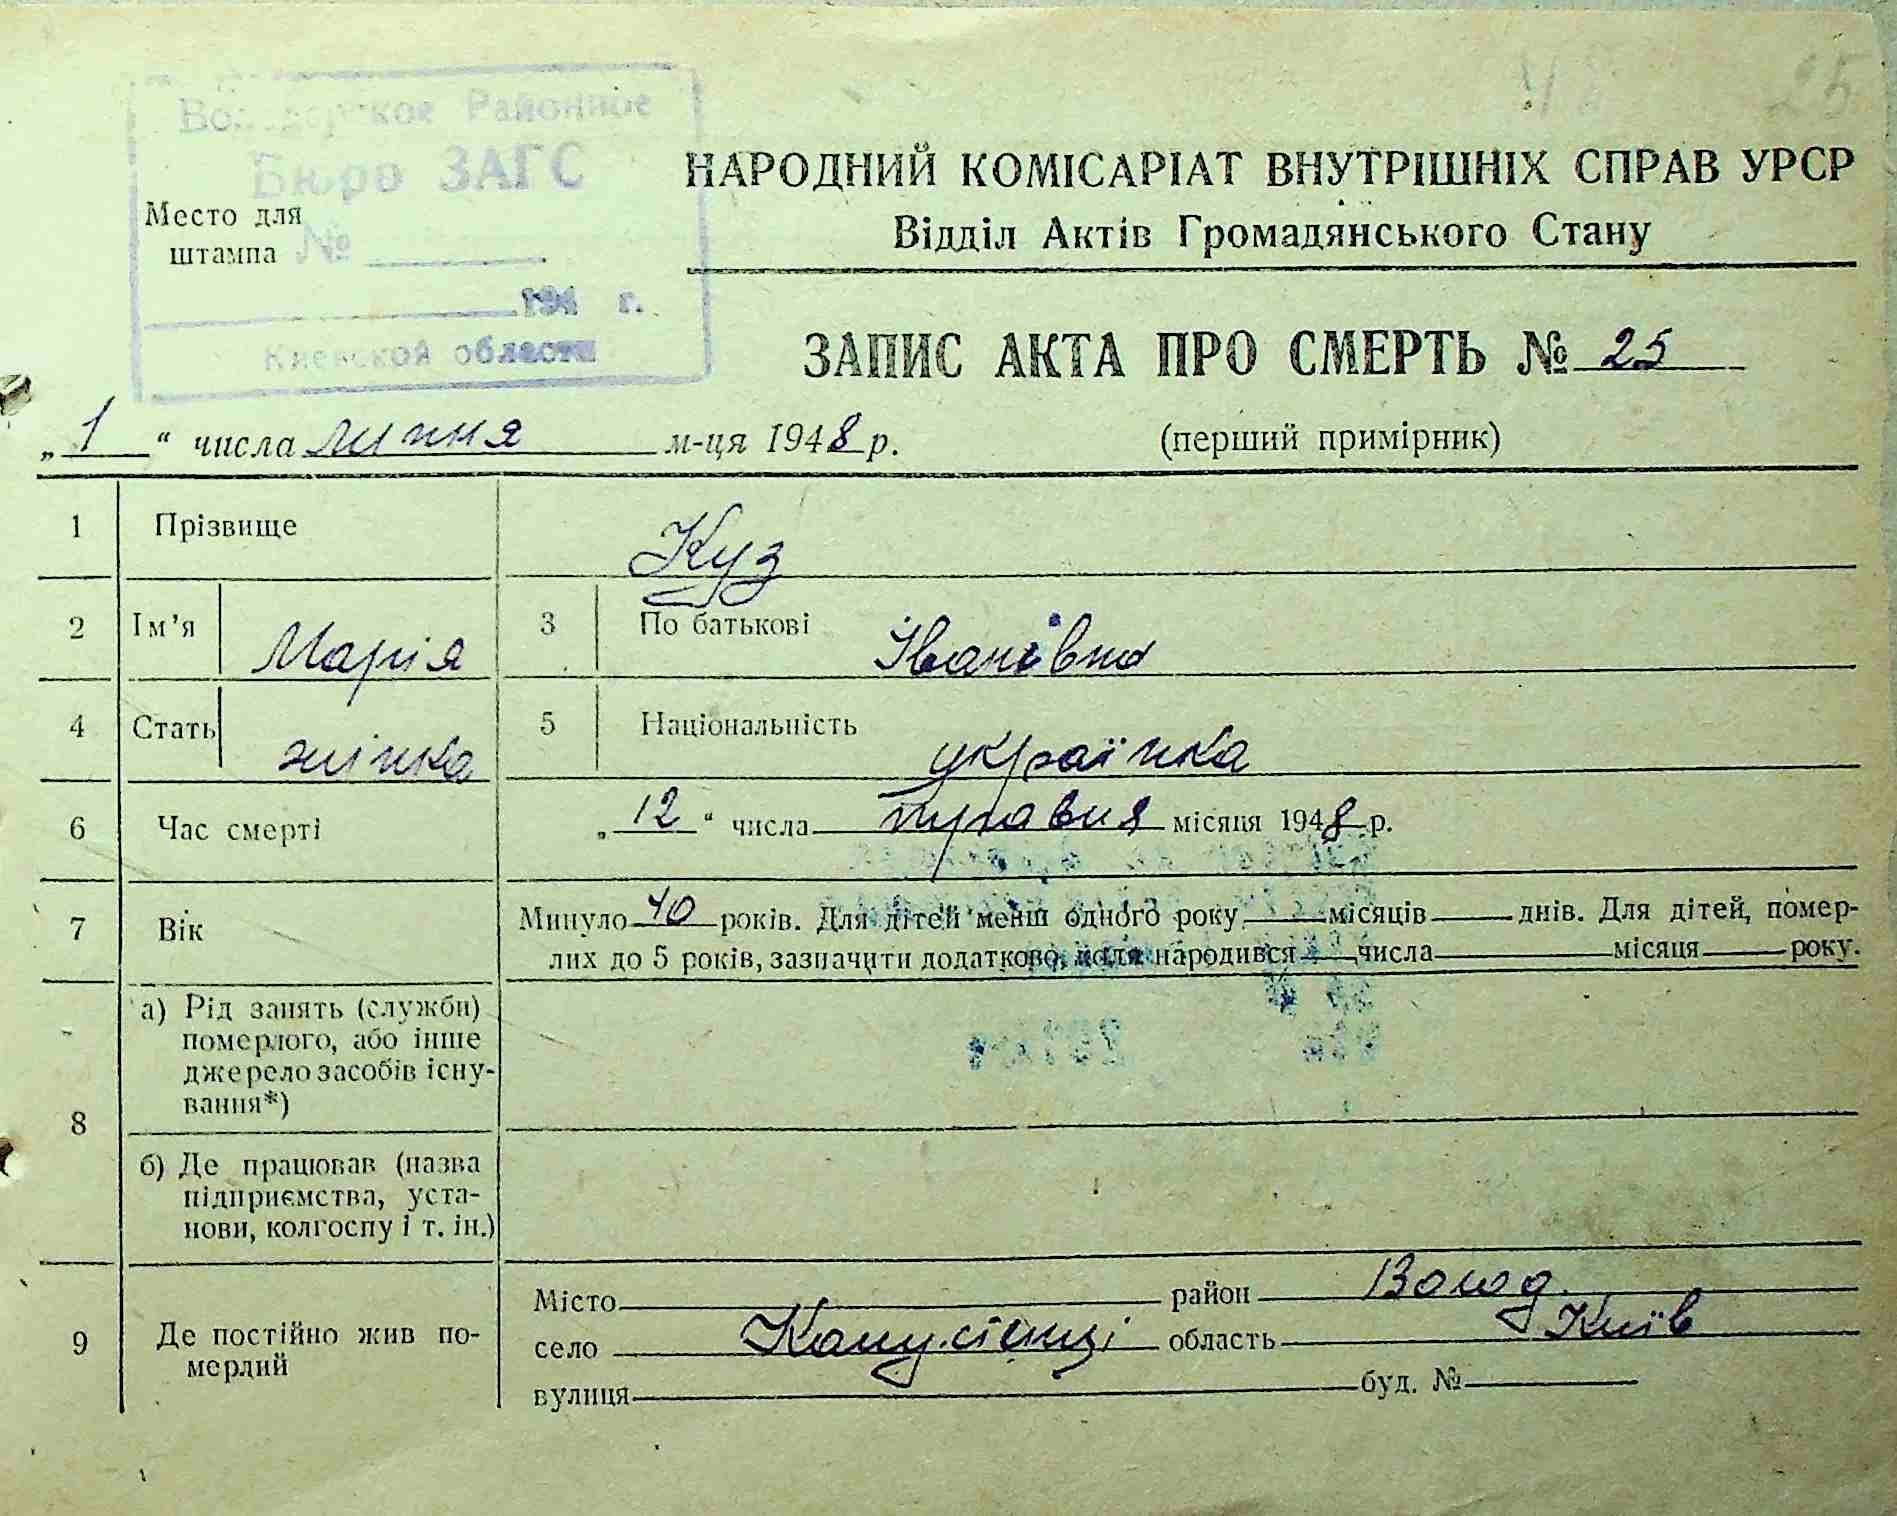 48 25
Районное
Бюро ЗАГС
Место для
штампа №
194 г.
Киевской области
НАРОДНИЙ КОМІСАРІАТ ВНУТРІШНІХ СПРАВ УРСР
Відділ Актів Громадянського Стану
ЗАПИС АКТА ПРО СМЕРТЬ № 25
„1“ числа липня м-ця 1948 р. (перший примірник)
1 Прізвище Куз
2 Ім’я Марія 3 По батькові Іванівна
4 Стать жінка 5 Національність українка
6 Час смерті „12“ числа травня місяця 1948 р.
7 Вік Минуло 40 років. Для дітей менш одного року місяців днів. Для дітей, помер-
лих до 5 років, зазначити додатково, коли народився числа місяця року.
8 а) Рід занять (служби)
померлого, або інше
джерело засобів існу-
вання*)
б) Де працював (назва
підприємства, уста-
нови, колгоспу і т. ін.)
9 Де постійно жив по-
мерлий
Місто район Волод.
село область Київ
вулиця буд. №